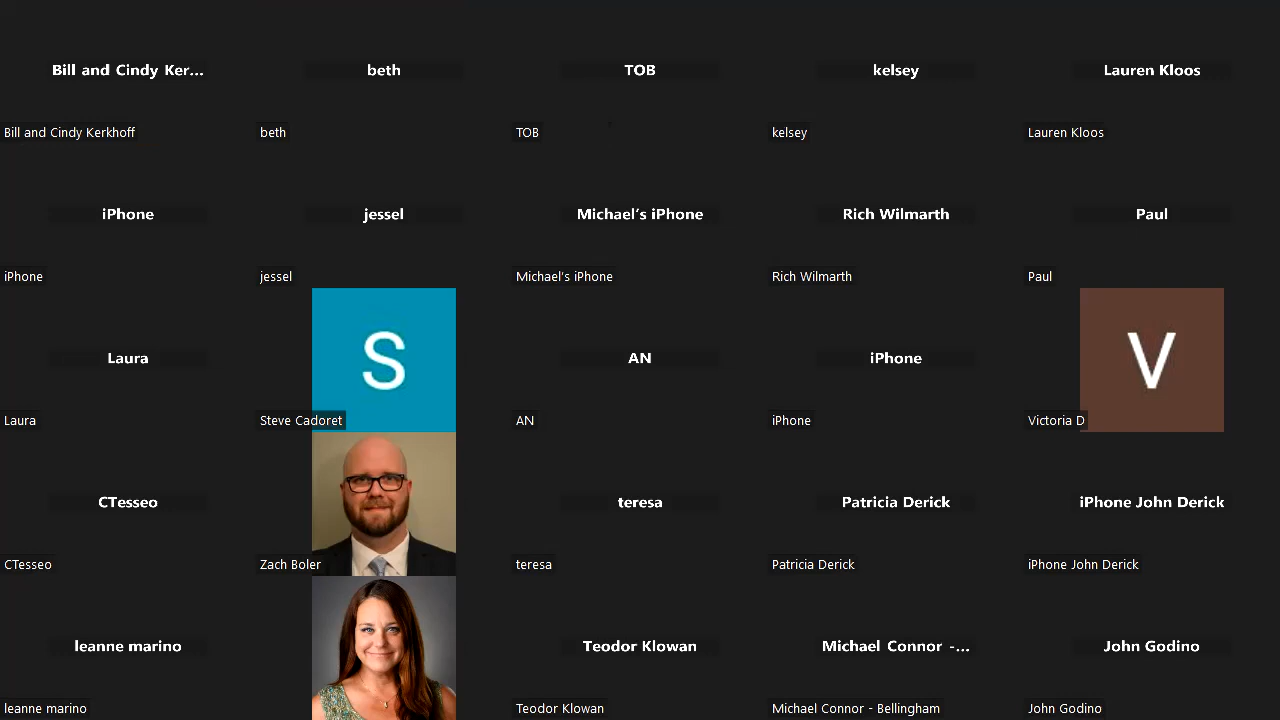 Bill and Cindy Ker...
beth
TOB
kelsey
Lauren Kloos
Bill and Cindy Kerkhoff
beth
TOB
kelsey
Lauren Kloos
iPhone
jessel
Michael's iPhone
Rich Wilmarth
Paul
iPhone
jessel
Michael's iPhone
Rich Wilmarth
Paul
Laura
S
AN
iPhone
V
Laura
Steve Cadoret
AN
iPhone
Victoria D
CTesseo
teresa
Patricia Derick
iPhone John Derick
CTesseo
Zach Boler
teresa
Patricia Derick
iPhone John Derick
leanne marino
Teodor Klowan
Michael Connor -...
John Godino
leanne marino
Teodor Klowan
Michael Connor - Bellingham
John Godino